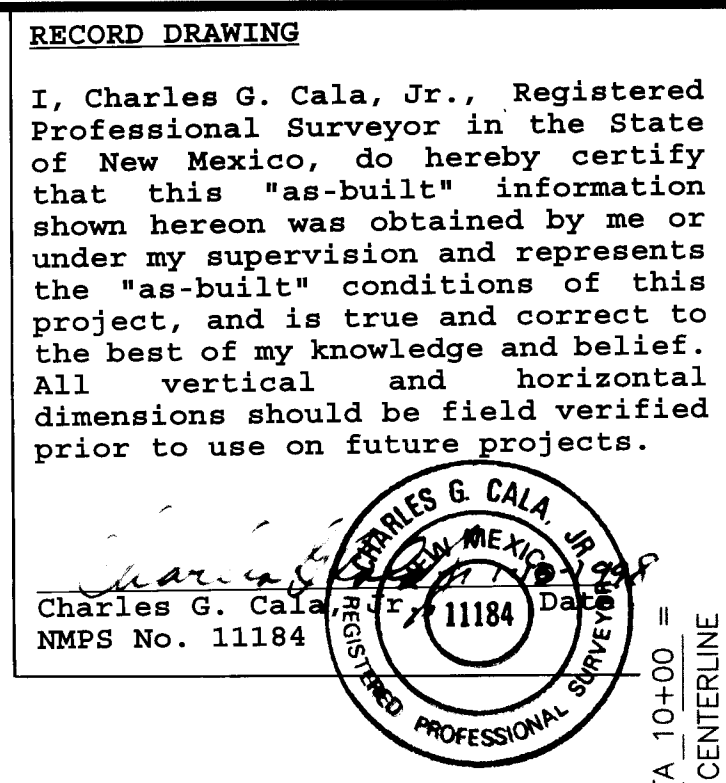 RECORD DRAWING
I, Charles G. Cala, Jr., Registered
Professional Surveyor in the State
of New Mexico, do hereby certify
that this "as-built" information
shown hereon was obtained by me or
under my supervision and represents
the "as-built" conditions of this
project, and is true and correct to
the best of my knowledge and belief.
All vertical and horizontal
dimensions should be field verified
prior to use on future projects.
Charles G. Cala, Jr. Date
NMPS No. 11184
CHARLES G. CALA, JR
NEW MEXICO
11184
REGISTERED PROFESSIONAL SURVEYOR
10+00 =
CENTERLINE